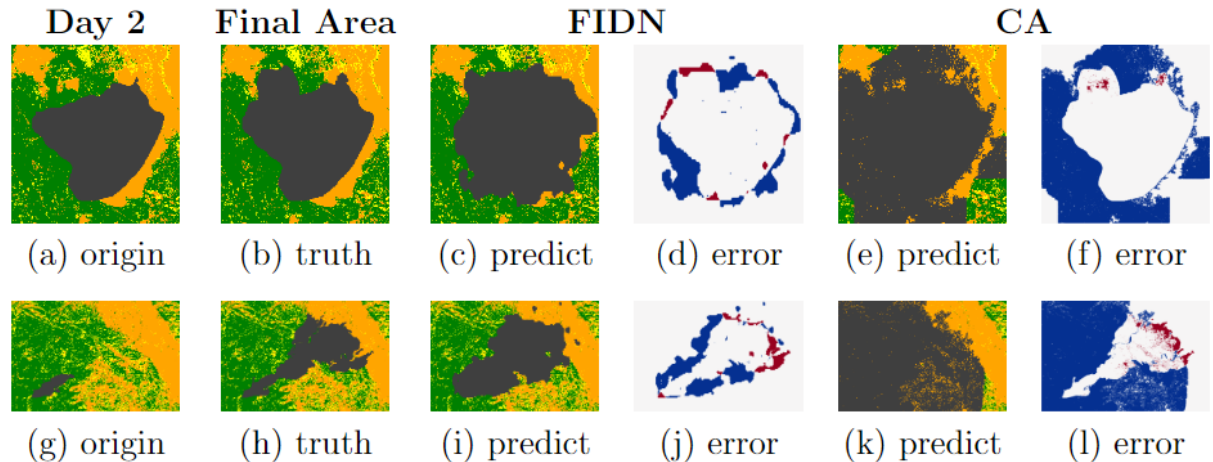 Day 2 Final Area FIDN CA
(a) origin (b) truth (c) predict (d) error (e) predict (f) error
(g) origin (h) truth (i) predict (j) error (k) predict (l) error